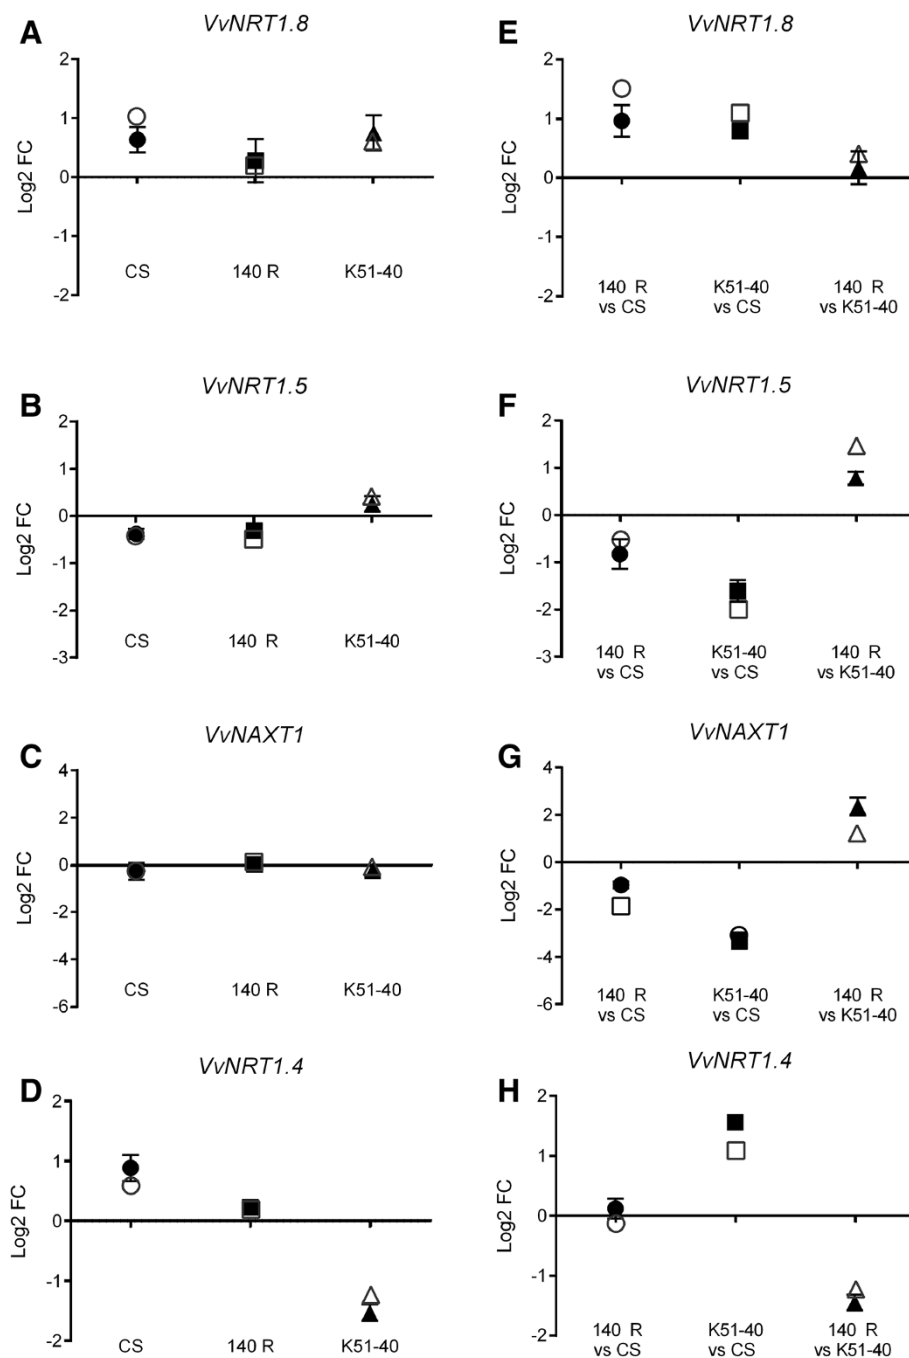 A
VvNRT1.8
2
1
0
-1
-2
Log2 FC
CS
140 R
K51-40
E
VvNRT1.8
2
1
0
-1
-2
Log2 FC
140 R
vs CS
K51-40
vs CS
140 R
vs K51-40
B
VvNRT1.5
2
1
0
-1
-2
-3
Log2 FC
CS
140 R
K51-40
F
VvNRT1.5
2
1
0
-1
-2
-3
Log2 FC
140 R
vs CS
K51-40
vs CS
140 R
vs K51-40
C
VvNAXT1
4
2
0
-2
-4
-6
Log2 FC
CS
140 R
K51-40
G
VvNAXT1
4
2
0
-2
-4
-6
Log2 FC
140 R
vs CS
K51-40
vs CS
140 R
vs K51-40
D
VvNRT1.4
2
1
0
-1
-2
Log2 FC
CS
140 R
K51-40
H
VvNRT1.4
2
1
0
-1
-2
Log2 FC
140 R
vs CS
K51-40
vs CS
140 R
vs K51-40